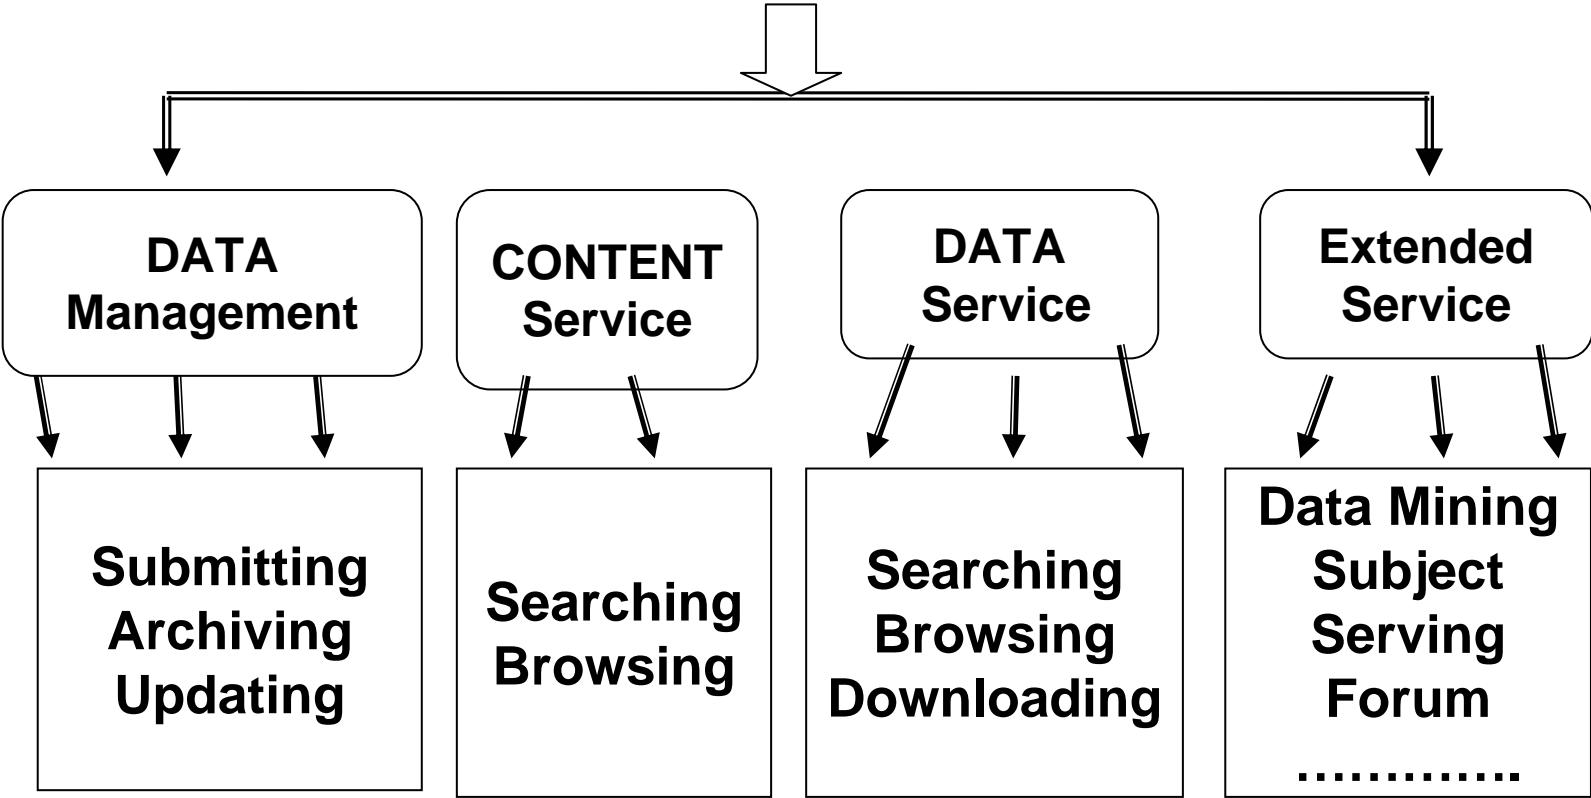 DATA
Management
CONTENT
Service
DATA
Service
Extended
Service
Submitting
Archiving
Updating
Searching
Browsing
Searching
Browsing
Downloading
Data Mining
Subject
Serving
Forum
…………..